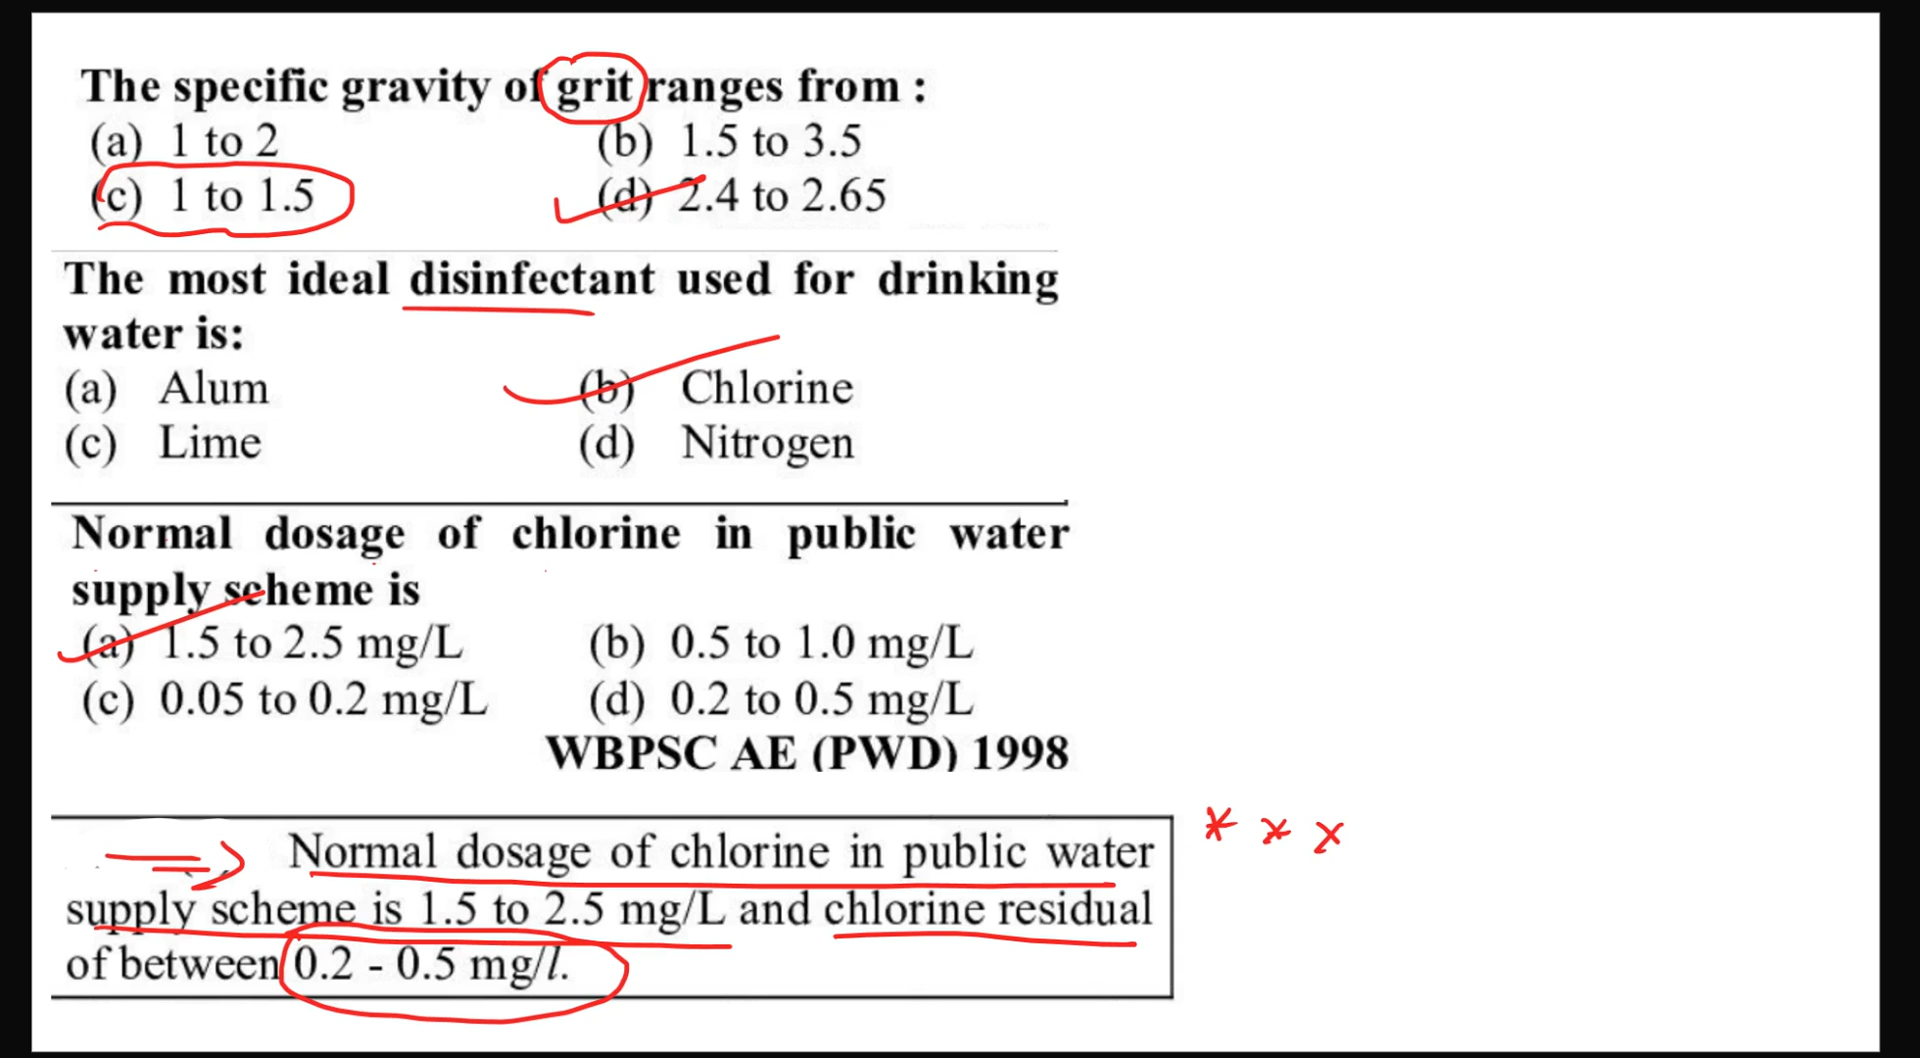 The specific gravity of grit ranges from :
(a) 1 to 2 (b) 1.5 to 3.5
(c) 1 to 1.5 (d) 2.4 to 2.65
The most ideal disinfectant used for drinking
water is:
(a) Alum (b) Chlorine
(c) Lime (d) Nitrogen
Normal dosage of chlorine in public water
supply scheme is
(a) 1.5 to 2.5 mg/L (b) 0.5 to 1.0 mg/L
(c) 0.05 to 0.2 mg/L (d) 0.2 to 0.5 mg/L
WBPSC AE (PWD) 1998
Normal dosage of chlorine in public water
supply scheme is 1.5 to 2.5 mg/L and chlorine residual
of between 0.2 - 0.5 mg/l.